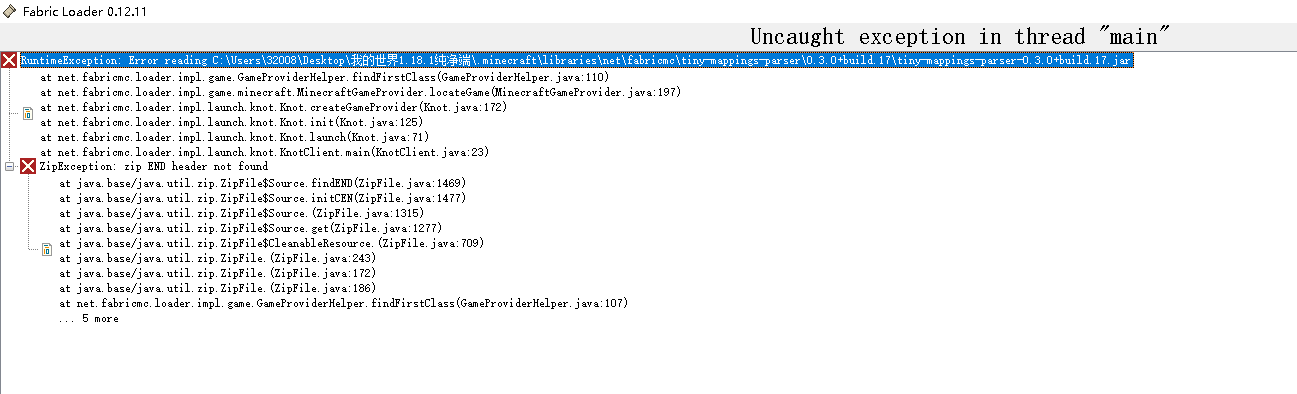 Fabric Loader 0.12.11
Uncaught exception in thread "main"
RuntimeException: Error reading C:\Users\32008\Desktop\我的世界1.18.1纯净端\.minecraft\libraries\net\fabricmc\tiny-mappings-parser\0.3.0+build.17\tiny-mappings-parser-0.3.0+build.17.jar
at net.fabricmc.loader.impl.game.GameProviderHelper.findFirstClass(GameProviderHelper.java:110)
at net.fabricmc.loader.impl.game.minecraft.MinecraftGameProvider.locateGame(MinecraftGameProvider.java:197)
at net.fabricmc.loader.impl.launch.knot.Knot.createGameProvider(Knot.java:172)
at net.fabricmc.loader.impl.launch.knot.Knot.init(Knot.java:125)
at net.fabricmc.loader.impl.launch.knot.Knot.launch(Knot.java:71)
at net.fabricmc.loader.impl.launch.knot.KnotClient.main(KnotClient.java:23)
ZipException: zip END header not found
at java.base/java.util.zip.ZipFile$Source.findEND(ZipFile.java:1469)
at java.base/java.util.zip.ZipFile$Source.initCEN(ZipFile.java:1477)
at java.base/java.util.zip.ZipFile$Source.(ZipFile.java:1315)
at java.base/java.util.zip.ZipFile$Source.get(ZipFile.java:1277)
at java.base/java.util.zip.ZipFile$CleanableResource.(ZipFile.java:709)
at java.base/java.util.zip.ZipFile.(ZipFile.java:243)
at java.base/java.util.zip.ZipFile.(ZipFile.java:172)
at java.base/java.util.zip.ZipFile.(ZipFile.java:186)
at net.fabricmc.loader.impl.game.GameProviderHelper.findFirstClass(GameProviderHelper.java:107)
... 5 more